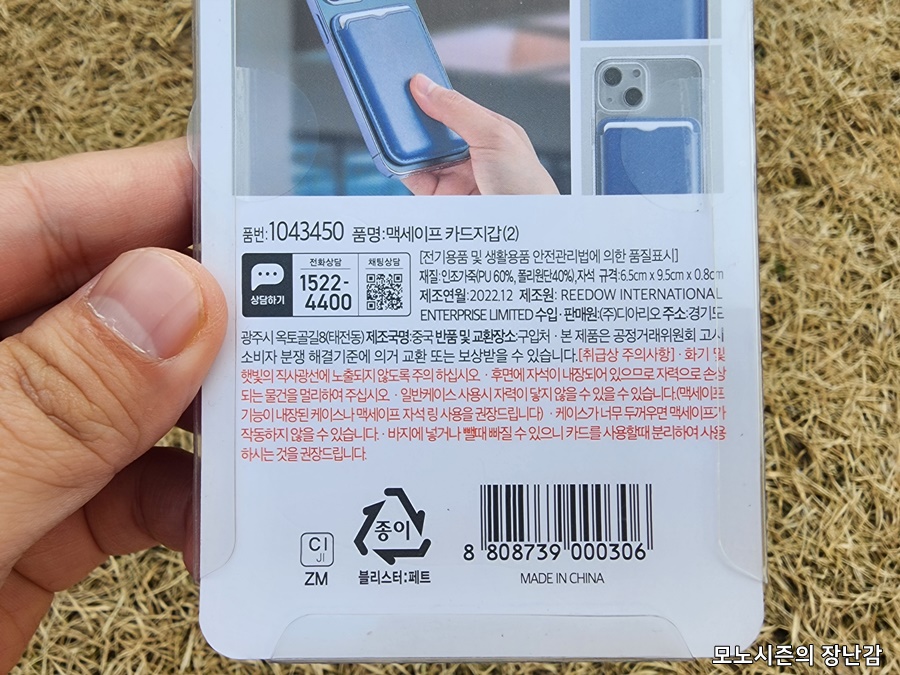 품번:1043450 품명:맥세이프 카드지갑(2)
상담하기
전화상담
1522-
4400
채팅상담
[전기용품 및 생활용품 안전관리법에 의한 품질표시]
재질:인조가죽(PU 60%, 폴리원단40%),자석 규격:6.5cm x 9.5cm x 0.8cm
제조연월:2022.12 제조원: REEDOW INTERNATIONAL
ENTERPRISE LIMITED 수입·판매원:(주)디아리오 주소:경기도
광주시 옥토골길8(태전동) 제조국명:중국 반품 및 교환장소:구입처 · 본 제품은 공정거래위원회 고시
소비자 분쟁 해결기준에 의거 교환 또는 보상받을 수 있습니다.[취급상 주의사항] · 화기 및
햇빛의 직사광선에 노출되지 않도록 주의 하십시오 · 후면에 자석이 내장되어 있으므로 자력으로 손상
되는 물건을 멀리하여 주십시오 · 일반케이스 사용시 자력이 닿지 않을 수 있을 수 있습니다(맥세이프
기능이 내장된 케이스나 맥세이프 자석 링 사용을 권장드립니다) · 케이스가 너무 두꺼우면 맥세이프가
작동하지 않을 수 있습니다. · 바지에 넣거나 뺄때 빠질 수 있으니 카드를 사용할때 분리하여 사용
하시는 것을 권장드립니다.
CI
JI
ZM
종이
블리스터:페트
8 808739 000306
MADE IN CHINA
모노시즌의 장난감